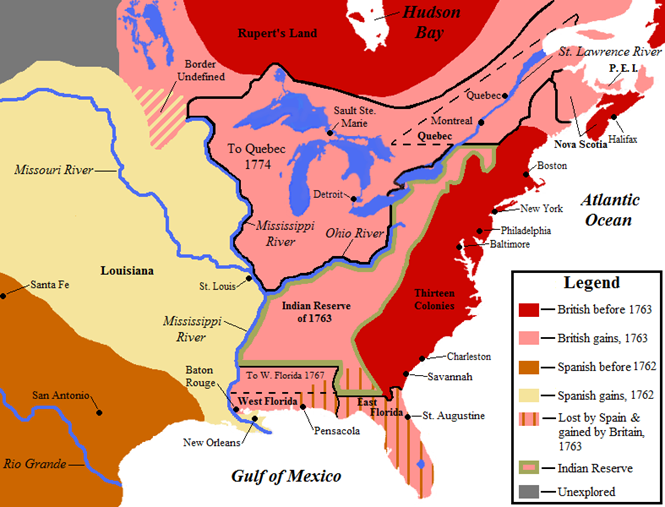 Hudson
Bay
Rupert's Land
Border
Undefined
St. Lawrence River
P. E. I.
Quebec
Sault Ste.
Marie
Montreal
Quebec
Nova Scotia
Halifax
To Quebec
1774
Missouri River
Boston
Detroit
Atlantic
Ocean
New York
Mississippi
River
Ohio River
Philadelphia
Baltimore
Louisiana
Santa Fe
St. Louis
Indian Reserve
of 1763
Thirteen
Colonies
Mississippi
River
Charleston
Savannah
Baton
Rouge
To W. Florida 1767
San Antonio
West Florida
East
Florida
St. Augustine
Pensacola
New Orleans
Rio Grande
Gulf of Mexico
Legend
British before 1763
British gains, 1763
Spanish before 1762
Spanish gains, 1762
Lost by Spain &
gained by Britain,
1763
Indian Reserve
Unexplored